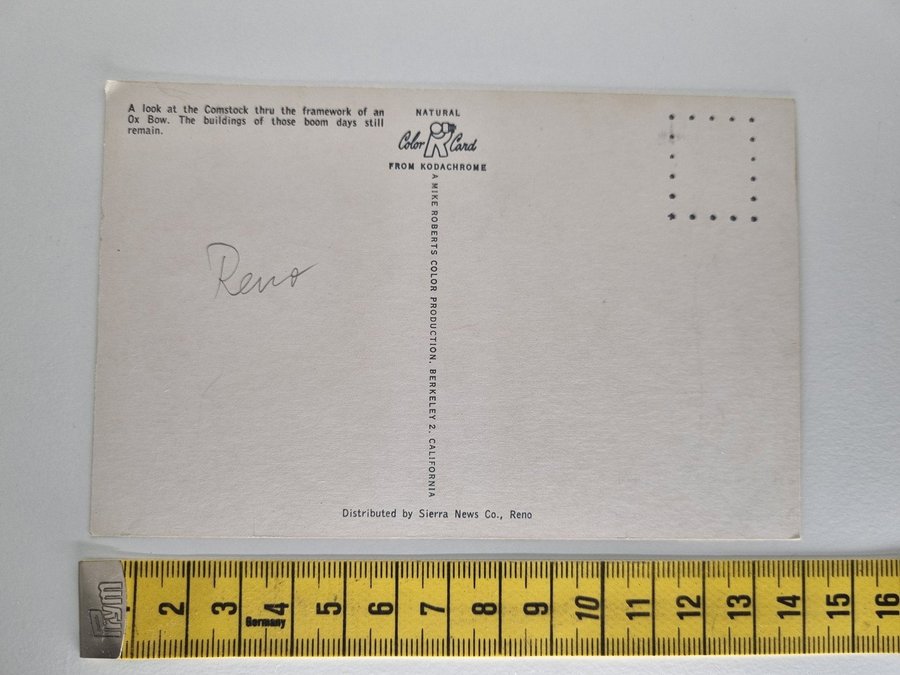 A look at the Comstock thru the framework of an
Ox Bow. The buildings of those boom days still
remain.
NATURAL
Color Card
FROM KODACHROME
A MIKE ROBERTS COLOR PRODUCTION, BERKELEY 2, CALIFORNIA
Reno
Distributed by Sierra News Co., Reno
Prym
2 3 4 5 6 7 8 9 10 11 12 13 14 15 16
Germany